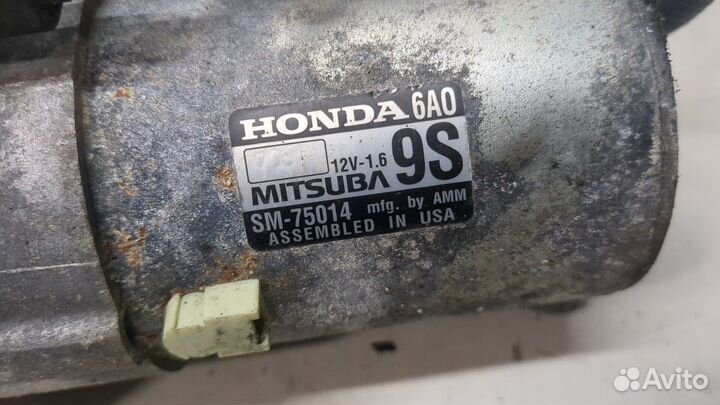 HONDA 6A0
12V-1.6 9S
MITSUBA
SM-75014 mfg. by AMM
ASSEMBLED IN USA
Avito